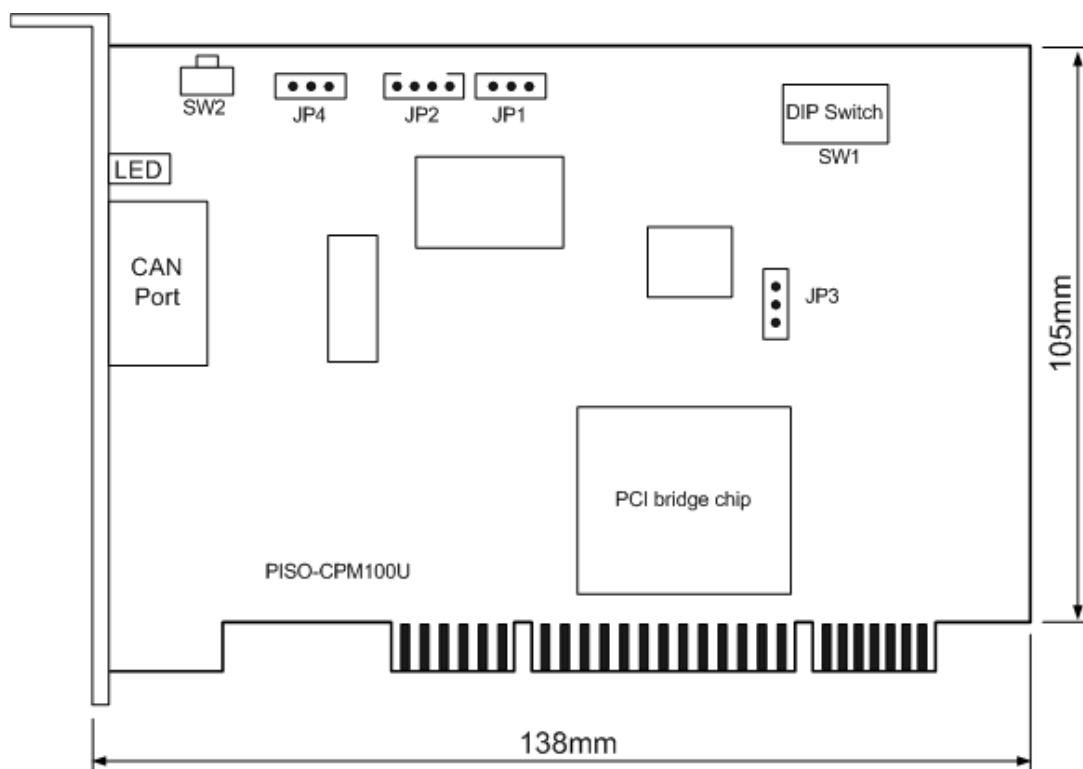 SW2
JP4
JP2
JP1
DIP Switch
SW1
LED
CAN
Port
JP3
105mm
PCI bridge chip
PISO-CPM100U
138mm